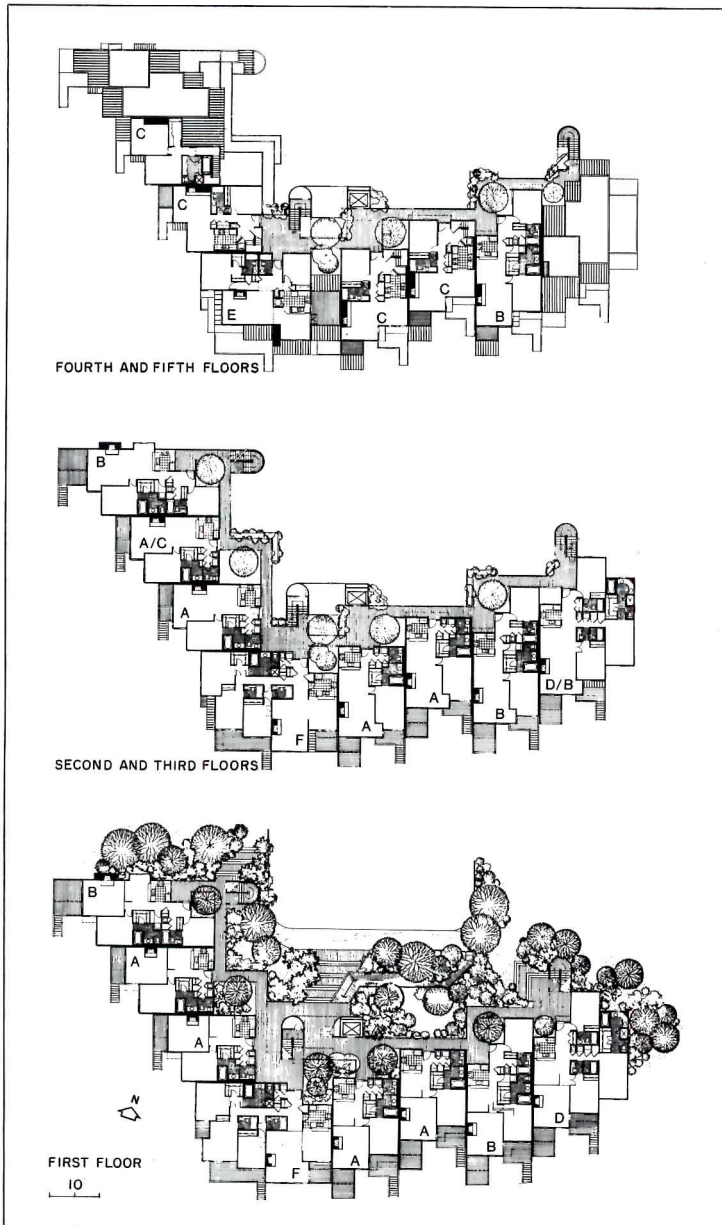 C
C
E
C
C
B
FOURTH AND FIFTH FLOORS
B
A/C
A
F
A
A
B
D/B
SECOND AND THIRD FLOORS
B
A
A
N
F
A
A
B
D
FIRST FLOOR
10